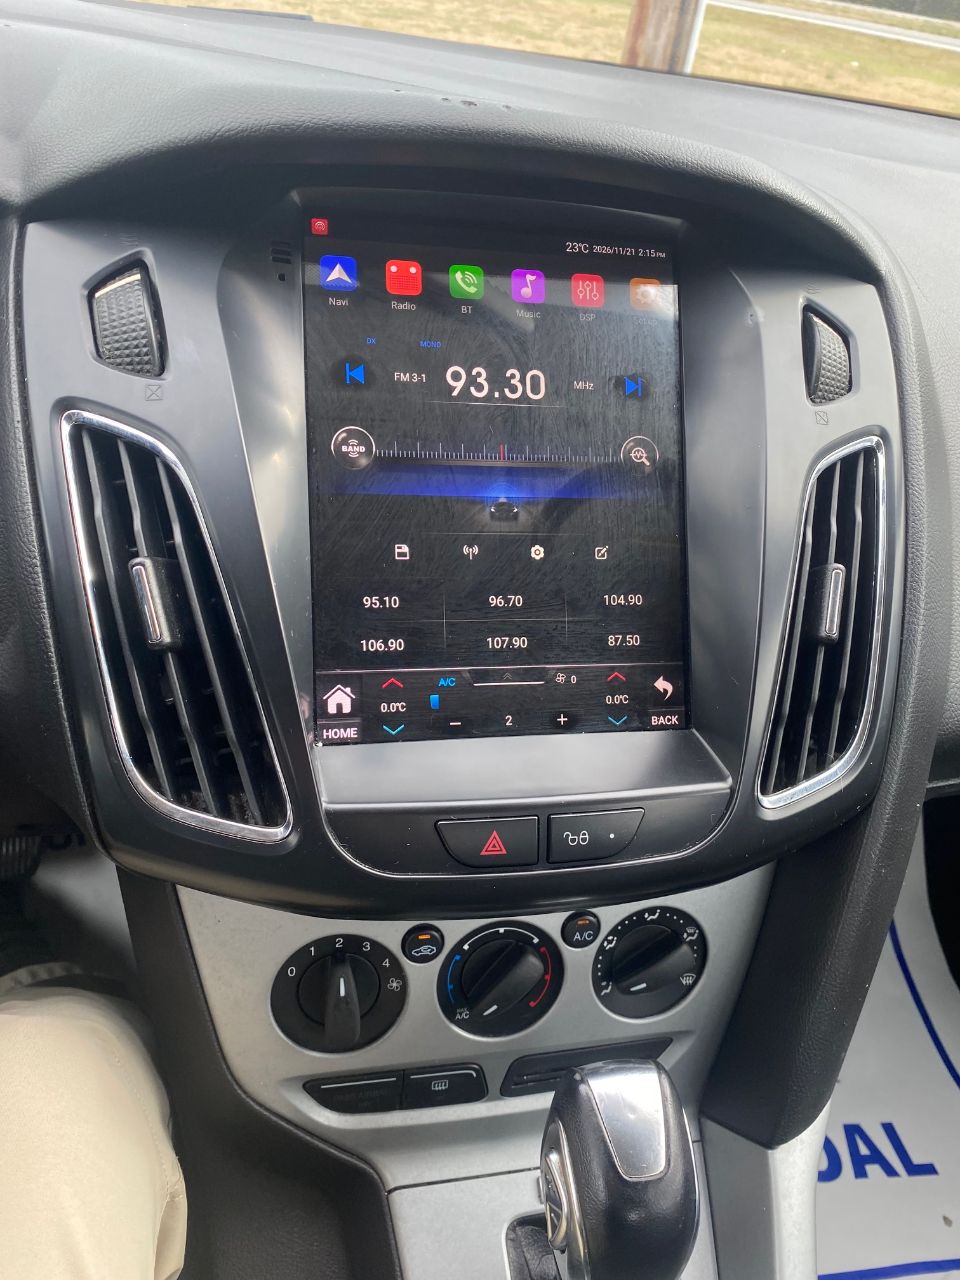 23°C 2026/11/21 2:15 PM
Navi Radio BT Music DSP
DX MONO
FM 3-1 93.30 MHz
BAND
95.10 96.70 104.90
106.90 107.90 87.50
A/C 0
0.0°C 0.0°C
2
HOME BACK
0 1 2 3 4
A/C
MAX A/C
DAL